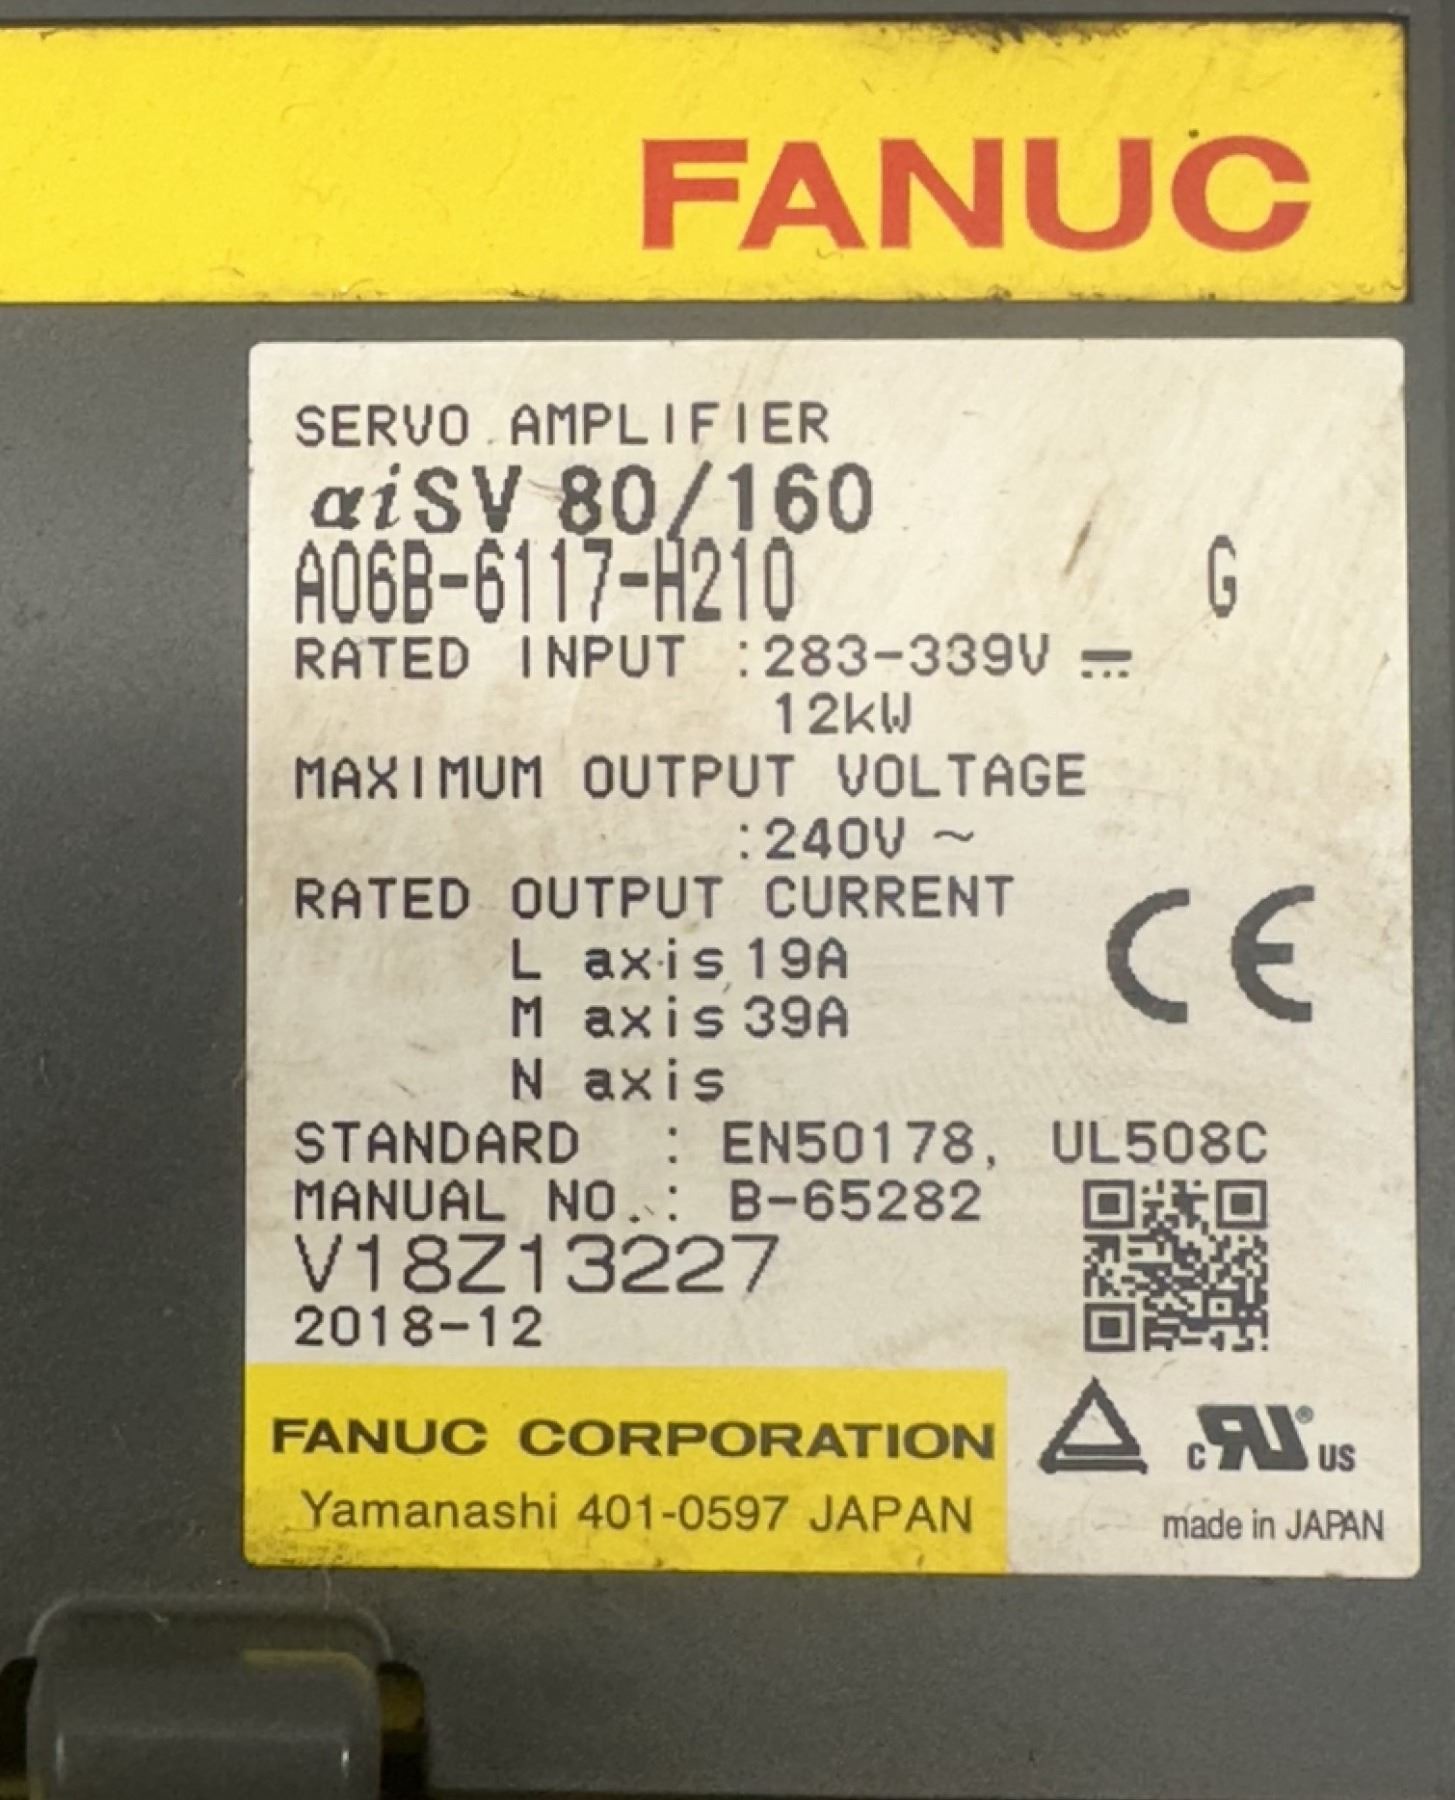 FANUC
SERVO AMPLIFIER
αiSV 80/160
A06B-6117-H210 G
RATED INPUT :283-339V ⎓
12kW
MAXIMUM OUTPUT VOLTAGE
:240V ~
RATED OUTPUT CURRENT
L axis 19A
M axis 39A
N axis
CE
STANDARD : EN50178, UL508C
MANUAL NO. : B-65282
V18Z13227
2018-12
FANUC CORPORATION
Yamanashi 401-0597 JAPAN
c RU® US
made in JAPAN